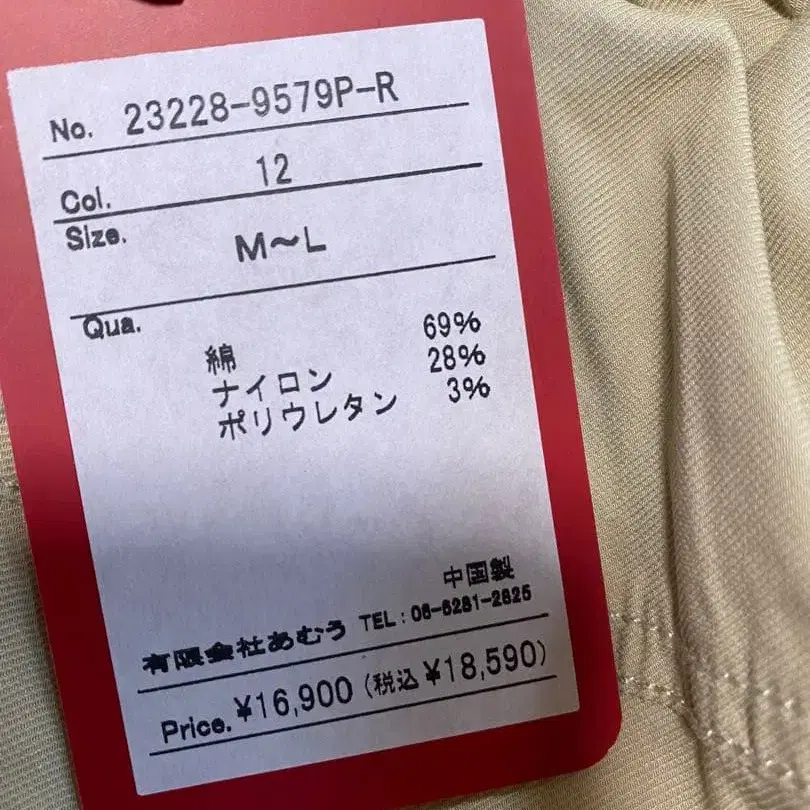 No. 23228-9579P-R
Col. 12
Size. M〜L
Qua.
綿 69%
ナイロン 28%
ポリウレタン 3%
中国製
有限会社あむう TEL:06-6281-2825
Price. ¥16,900 (税込 ¥18,590)